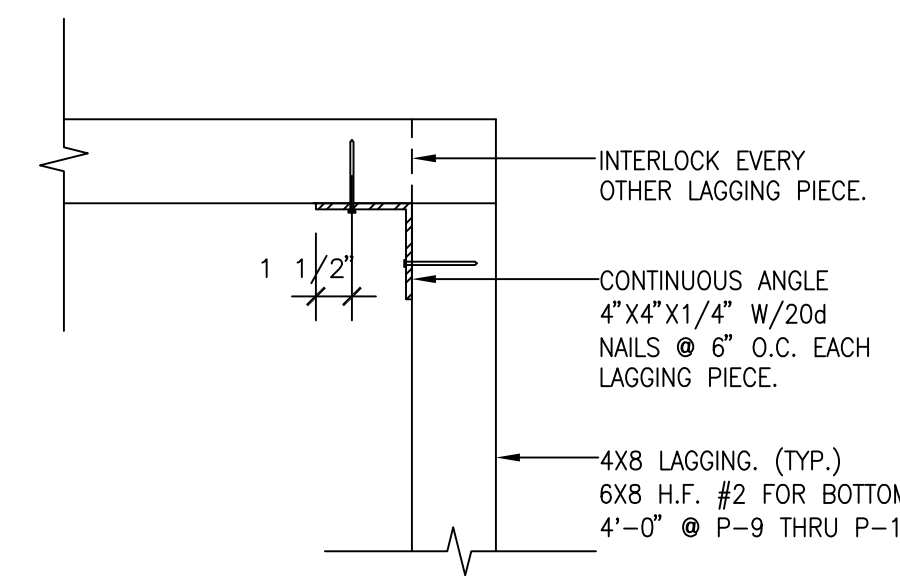 INTERLOCK EVERY
OTHER LAGGING PIECE.
1 1/2"
CONTINUOUS ANGLE
4"X4"X1/4" W/20d
NAILS @ 6" O.C. EACH
LAGGING PIECE.
4X8 LAGGING. (TYP.)
6X8 H.F. #2 FOR BOTTOM
4'-0" @ P-9 THRU